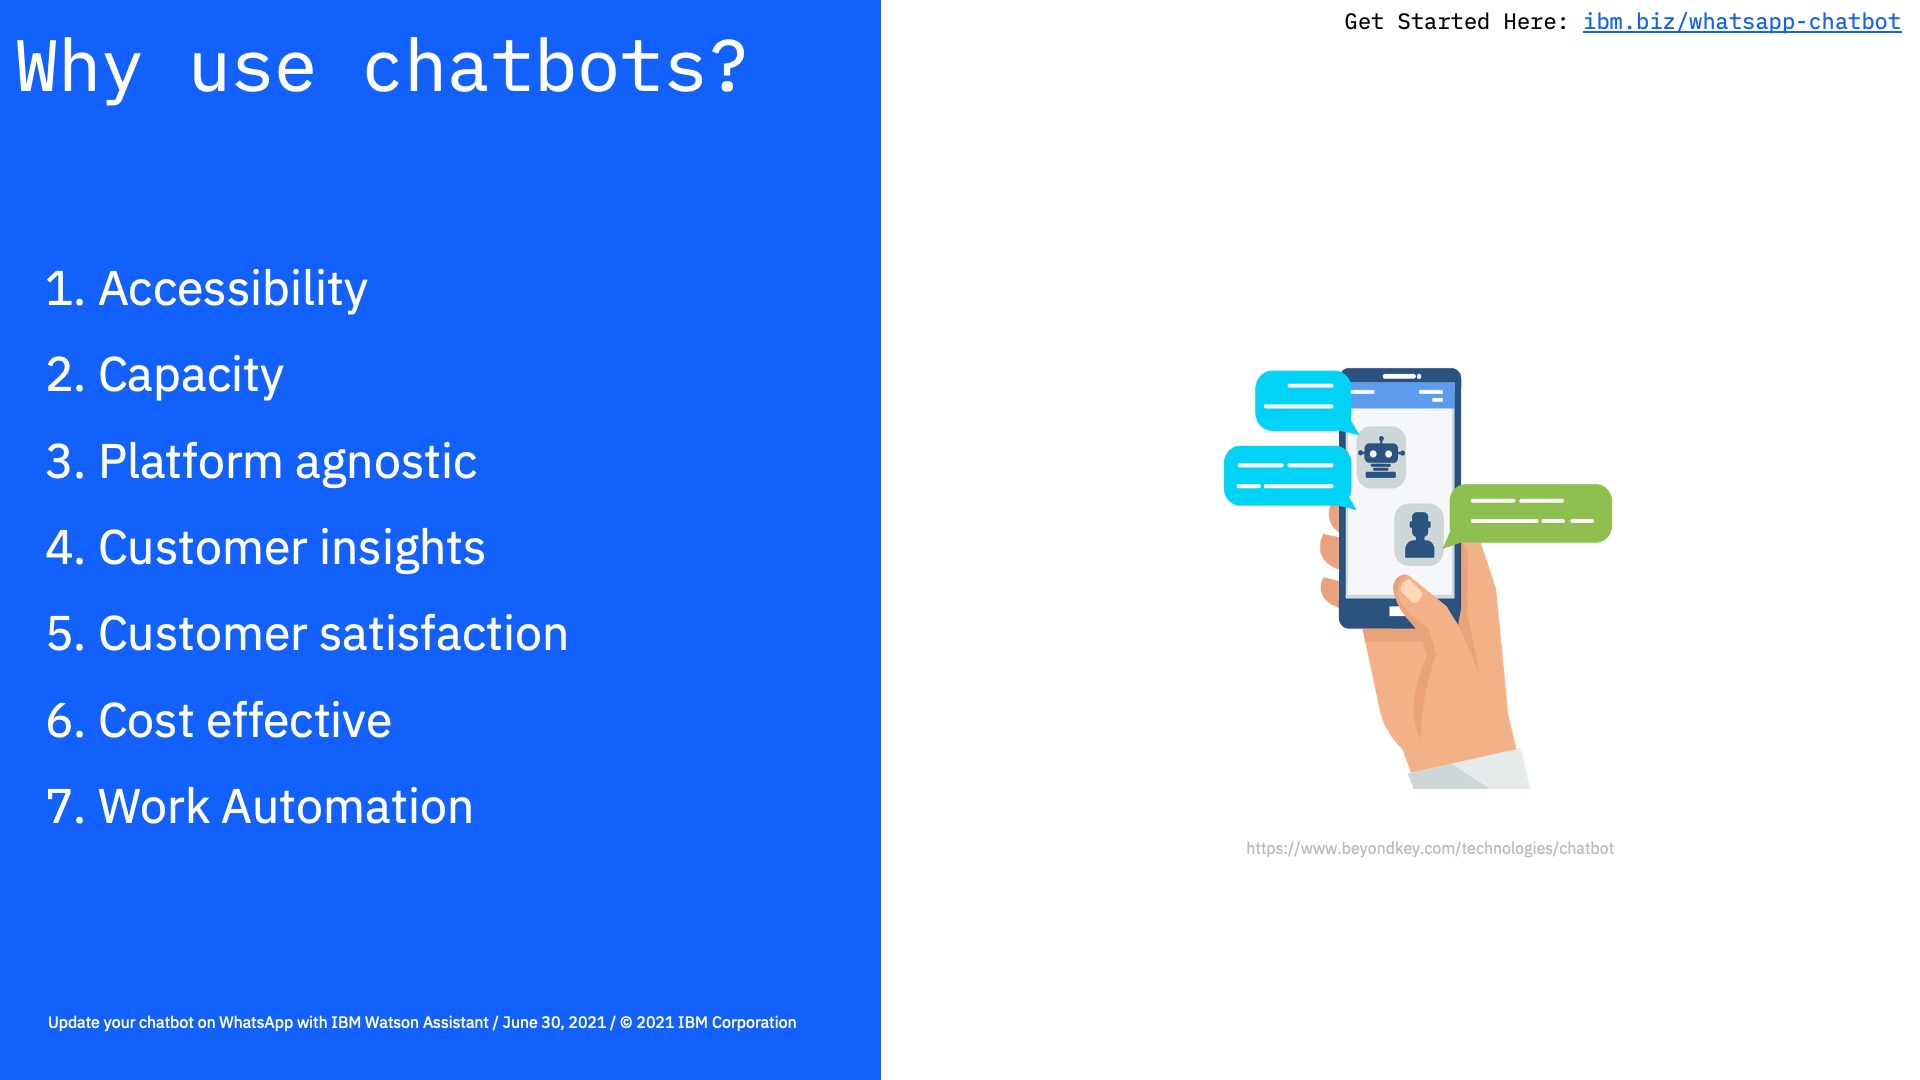 Get Started Here: ibm.biz/whatsapp-chatbot
Why use chatbots?
1. Accessibility
2. Capacity
3. Platform agnostic
4. Customer insights
5. Customer satisfaction
6. Cost effective
7. Work Automation
https://www.beyondkey.com/technologies/chatbot
Update your chatbot on WhatsApp with IBM Watson Assistant / June 30, 2021 / © 2021 IBM Corporation